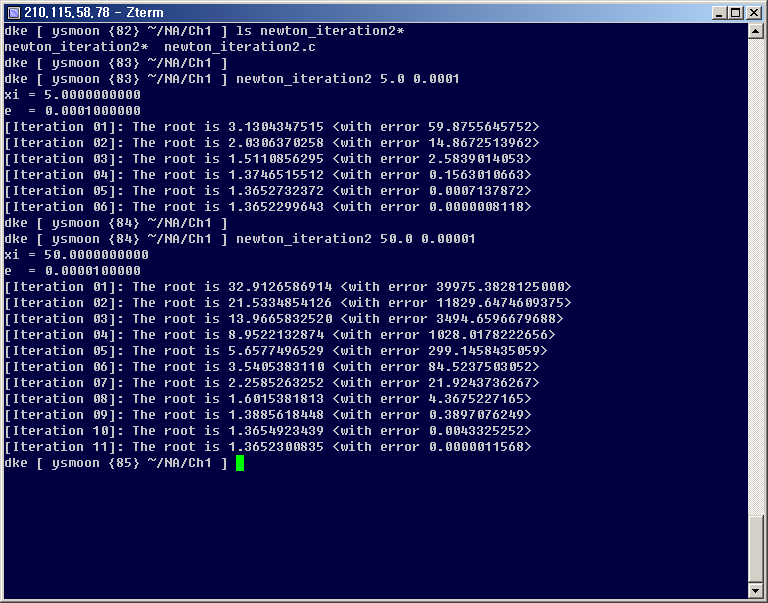 210.115.58.78 - Zterm
dke [ ysmoon {82} ~/NA/Ch1 ] ls newton_iteration2*
newton_iteration2*  newton_iteration2.c
dke [ ysmoon {83} ~/NA/Ch1 ]
dke [ ysmoon {83} ~/NA/Ch1 ] newton_iteration2 5.0 0.0001
xi = 5.0000000000
e  = 0.0001000000
[Iteration 01]: The root is 3.1304347515 <with error 59.8755645752>
[Iteration 02]: The root is 2.0306370258 <with error 14.8672513962>
[Iteration 03]: The root is 1.5110856295 <with error 2.5839014053>
[Iteration 04]: The root is 1.3746515512 <with error 0.1563010663>
[Iteration 05]: The root is 1.3652732372 <with error 0.0007137872>
[Iteration 06]: The root is 1.3652299643 <with error 0.0000008118>
dke [ ysmoon {84} ~/NA/Ch1 ]
dke [ ysmoon {84} ~/NA/Ch1 ] newton_iteration2 50.0 0.00001
xi = 50.0000000000
e  = 0.0000100000
[Iteration 01]: The root is 32.9126586914 <with error 39975.3828125000>
[Iteration 02]: The root is 21.5334854126 <with error 11829.6474609375>
[Iteration 03]: The root is 13.9665832520 <with error 3494.6596679688>
[Iteration 04]: The root is 8.9522132874 <with error 1028.0178222656>
[Iteration 05]: The root is 5.6577496529 <with error 299.1458435059>
[Iteration 06]: The root is 3.5405383110 <with error 84.5237503052>
[Iteration 07]: The root is 2.2585263252 <with error 21.9243736267>
[Iteration 08]: The root is 1.6015381813 <with error 4.3675227165>
[Iteration 09]: The root is 1.3885618448 <with error 0.3897076249>
[Iteration 10]: The root is 1.3654923439 <with error 0.0043325252>
[Iteration 11]: The root is 1.3652300835 <with error 0.0000011568>
dke [ ysmoon {85} ~/NA/Ch1 ]